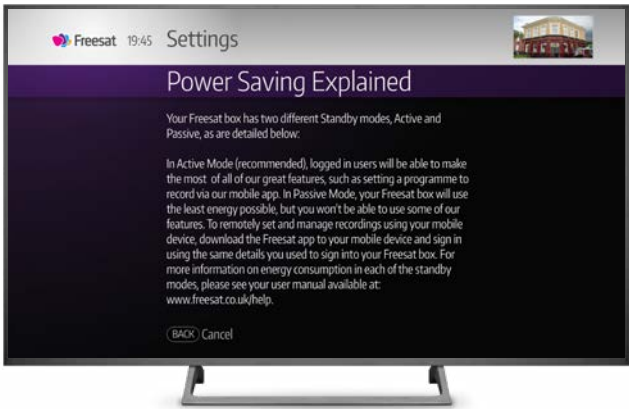 Freesat 19:45 Settings
Power Saving Explained
Your Freesat box has two different Standby modes, Active and
Passive, as are detailed below:
In Active Mode (recommended), logged in users will be able to make
the most of all of our great features, such as setting a programme to
record via our mobile app. In Passive Mode, your Freesat box will use
the least energy possible, but you won't be able to use some of our
features. To remotely set and manage recordings using your mobile
device, download the Freesat app to your mobile device and sign in
using the same details you used to sign into your Freesat box. For
more information on energy consumption in each of the standby
modes, please see your user manual available at:
www.freesat.co.uk/help.
BACK Cancel